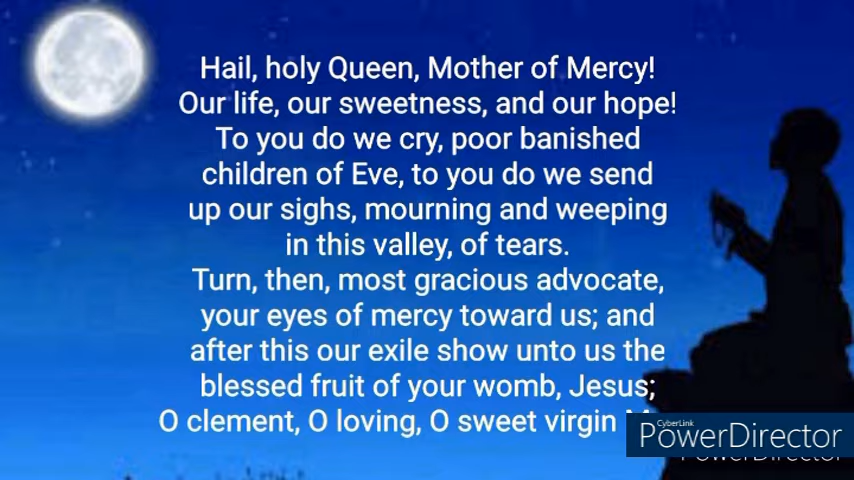 Hail, holy Queen, Mother of Mercy!
Our life, our sweetness, and our hope!
To you do we cry, poor banished
children of Eve, to you do we send
up our sighs, mourning and weeping
in this valley, of tears.
Turn, then, most gracious advocate,
your eyes of mercy toward us; and
after this our exile show unto us the
blessed fruit of your womb, Jesus;
O clement, O loving, O sweet virgin
CyberLink
PowerDirector
PowerDirector